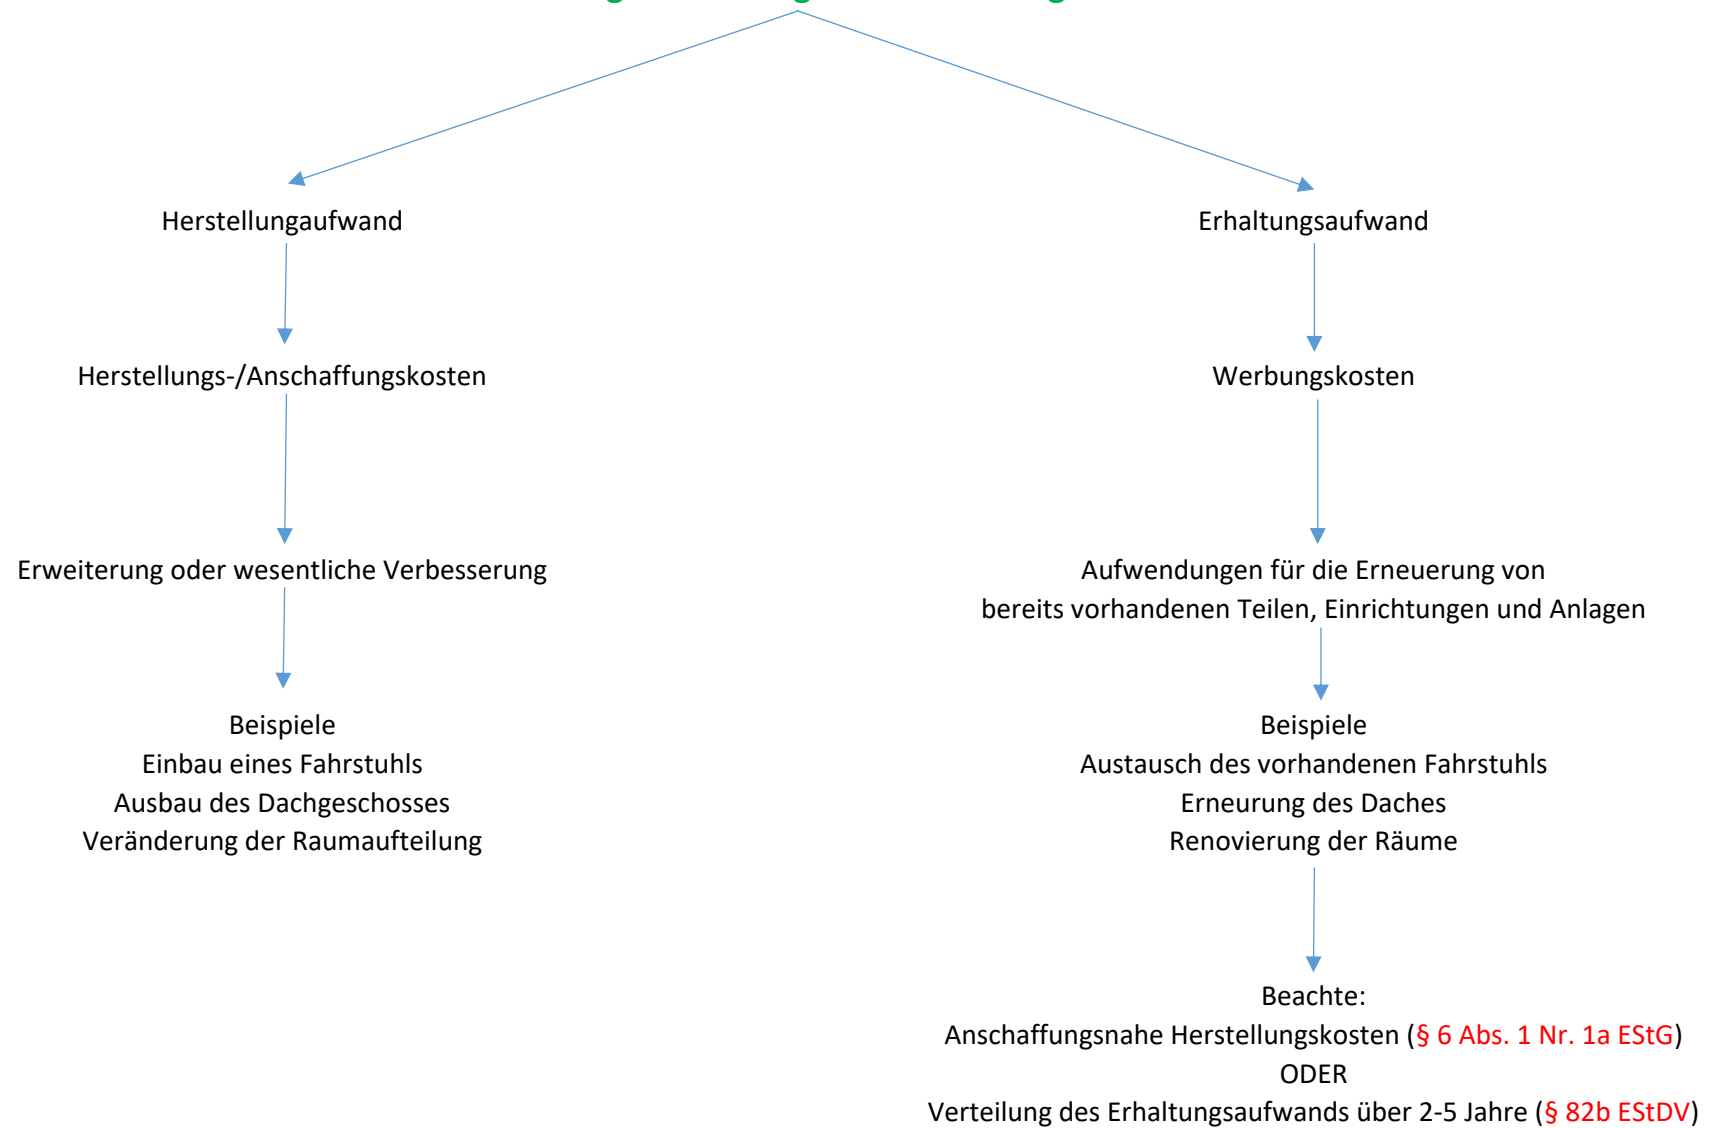 Herstellungaufwand
Erhaltungsaufwand
Herstellungs-/Anschaffungskosten
Werbungskosten
Erweiterung oder wesentliche Verbesserung
Aufwendungen für die Erneuerung von
bereits vorhandenen Teilen, Einrichtungen und Anlagen
Beispiele
Einbau eines Fahrstuhls
Ausbau des Dachgeschosses
Veränderung der Raumaufteilung
Beispiele
Austausch des vorhandenen Fahrstuhls
Erneurung des Daches
Renovierung der Räume
Beachte:
Anschaffungsnahe Herstellungskosten (§ 6 Abs. 1 Nr. 1a EStG)
ODER
Verteilung des Erhaltungsaufwands über 2-5 Jahre (§ 82b EStDV)